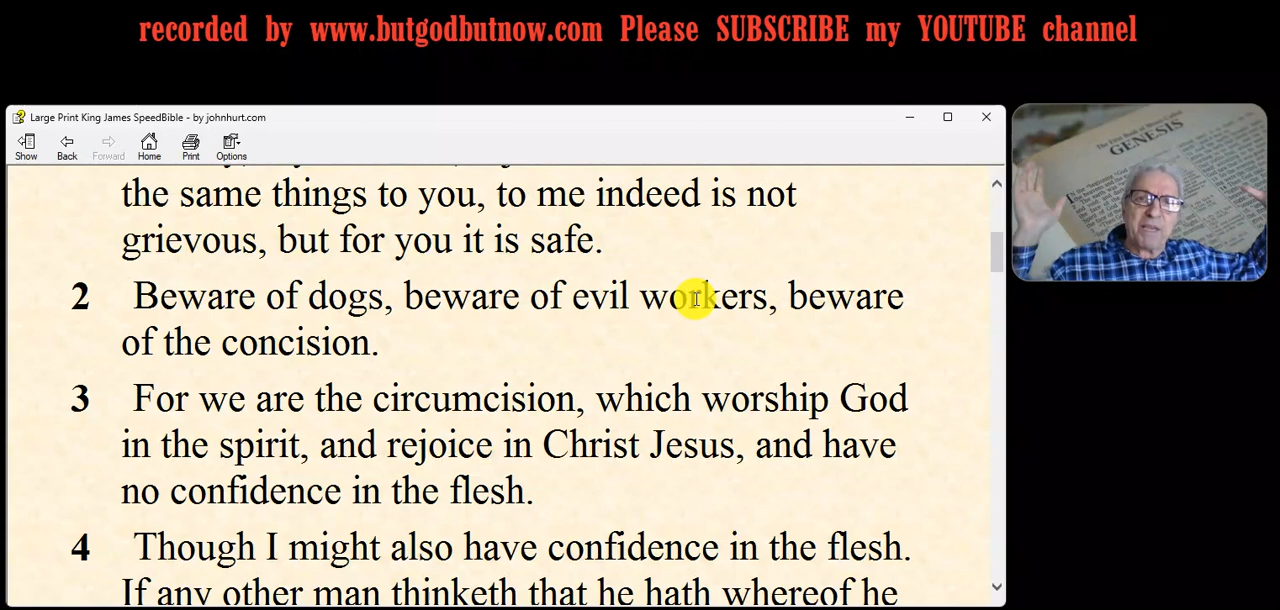 recorded by www.butgodbutnow.com Please SUBSCRIBE my YOUTUBE channel
Large Print King James SpeedBible - by johnhurt.com
Show Back Forward Home Print Options
the same things to you, to me indeed is not
grievous, but for you it is safe.
2 Beware of dogs, beware of evil workers, beware
of the concision.
3 For we are the circumcision, which worship God
in the spirit, and rejoice in Christ Jesus, and have
no confidence in the flesh.
4 Though I might also have confidence in the flesh.
If any other man thinketh that he hath whereof he
GENESIS